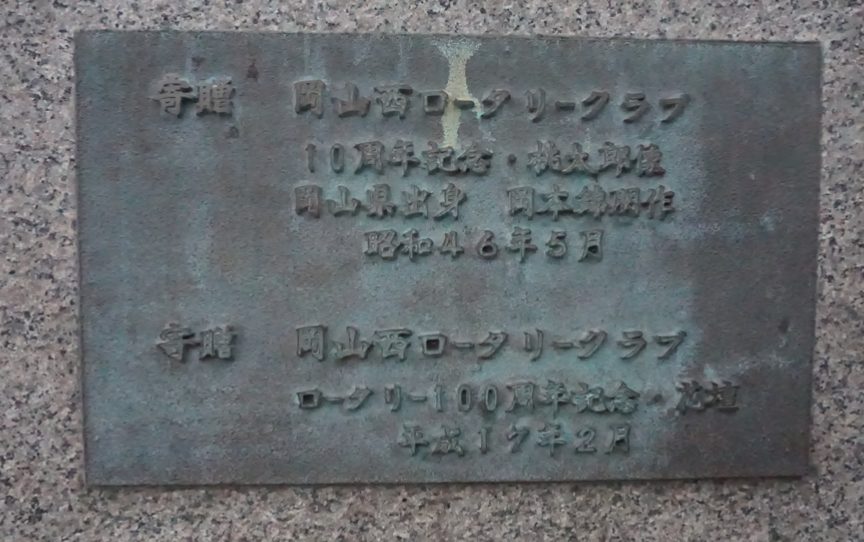 寄贈 岡山西ロータリークラブ
10周年記念・桃太郎像
岡山県出身 岡本錦朋作
昭和46年5月
寄贈 岡山西ロータリークラブ
ロータリー100周年記念・花壇
平成17年2月